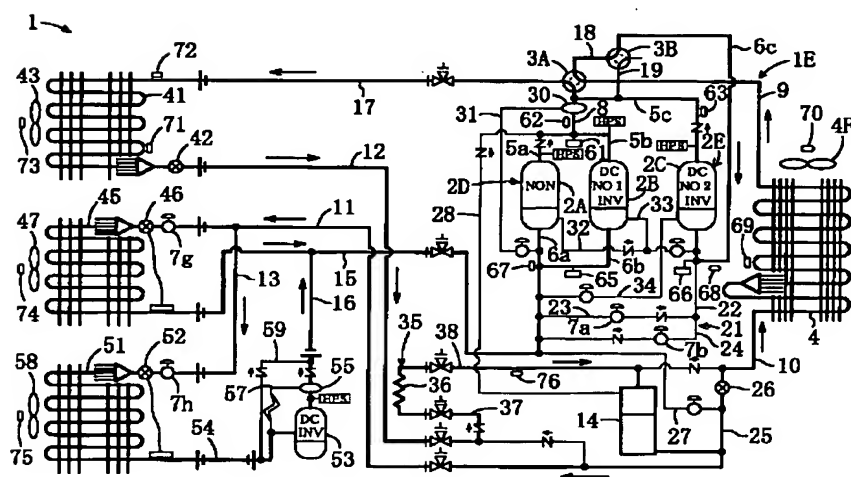 1
72
18
3B
6c
3A
1E
43
41
30
19
9
63
17
31
8
HPS
5c
70
62
71
61
5b
2E
4F
73
42
12
5a
HPS
HPS
2C
DC
NO 2
INV
2D
NON
DC
NO 1
INV
2B
45
46
11
28
2A
33
69
47
32
7g
13
15
6a
67
65
6b
66
68
34
74
16
35
23
7a
22
21
4
51
52
59
38
24
7b
10
58
57
55
36
76
26
7h
HPS
37
14
27
75
DC
INV
53
25
54